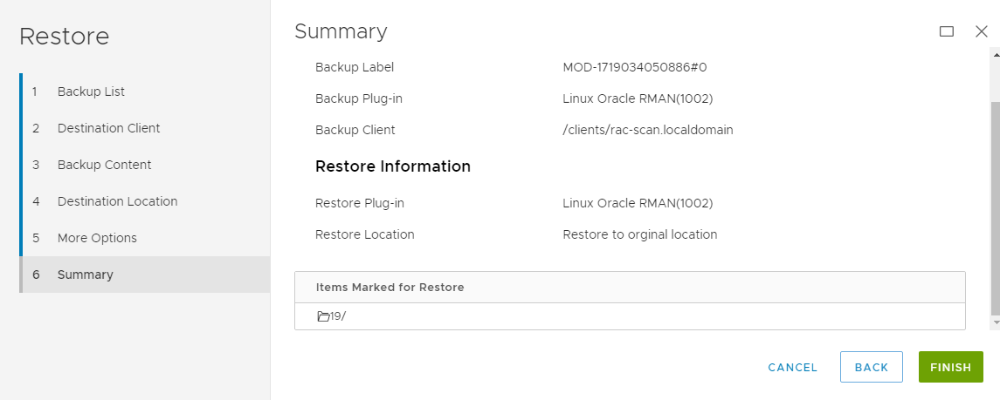 Restore
1 Backup List
2 Destination Client
3 Backup Content
4 Destination Location
5 More Options
6 Summary
Summary
Backup Label MOD-1719034050886#0
Backup Plug-in Linux Oracle RMAN(1002)
Backup Client /clients/rac-scan.localdomain
Restore Information
Restore Plug-in Linux Oracle RMAN(1002)
Restore Location Restore to orginal location
Items Marked for Restore
19/
CANCEL BACK FINISH